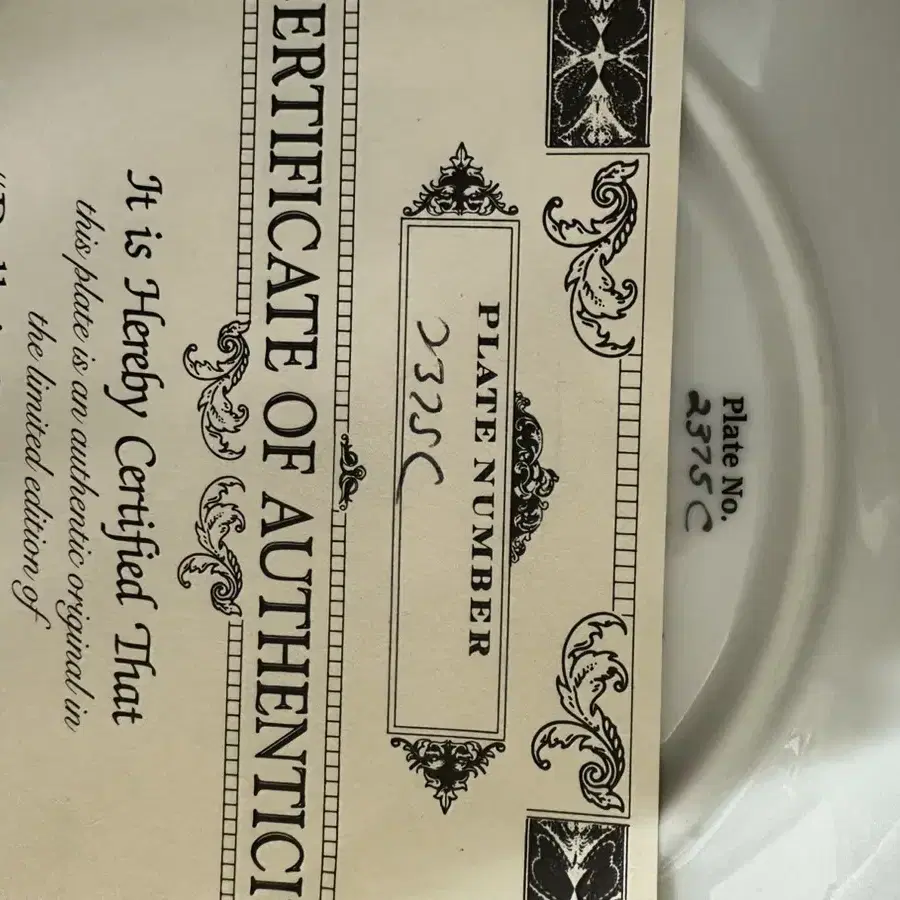 Plate No.
2375C
PLATE NUMBER
2375C
ERTIFICATE OF AUTHENTICI
It is Hereby Certified That
this plate is an authentic original in
the limited edition of